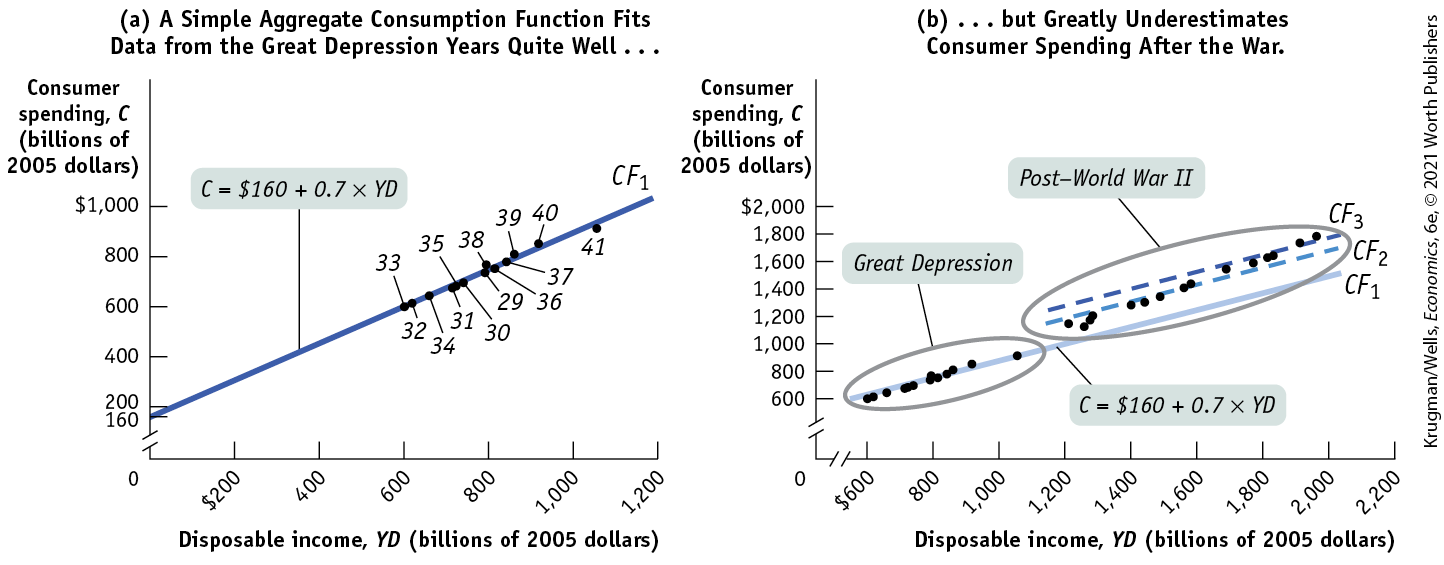 (a) A Simple Aggregate Consumption Function Fits
Data from the Great Depression Years Quite Well . . .
Consumer
spending, C
(billions of
2005 dollars)
C = $160 + 0.7 × YD
CF1
$1,000
800
600
400
200
160
0
33
32
34
35
31
38
30
29
39
36
40
37
41
$200
400
600
800
1,000
1,200
Disposable income, YD (billions of 2005 dollars)
(b) . . . but Greatly Underestimates
Consumer Spending After the War.
Consumer
spending, C
(billions of
2005 dollars)
Post–World War II
Great Depression
CF3
CF2
CF1
C = $160 + 0.7 × YD
$2,000
1,800
1,600
1,400
1,200
1,000
800
600
0
$600
800
1,000
1,200
1,400
1,600
1,800
2,000
2,200
Disposable income, YD (billions of 2005 dollars)
Krugman/Wells, Economics, 6e, © 2021 Worth Publishers